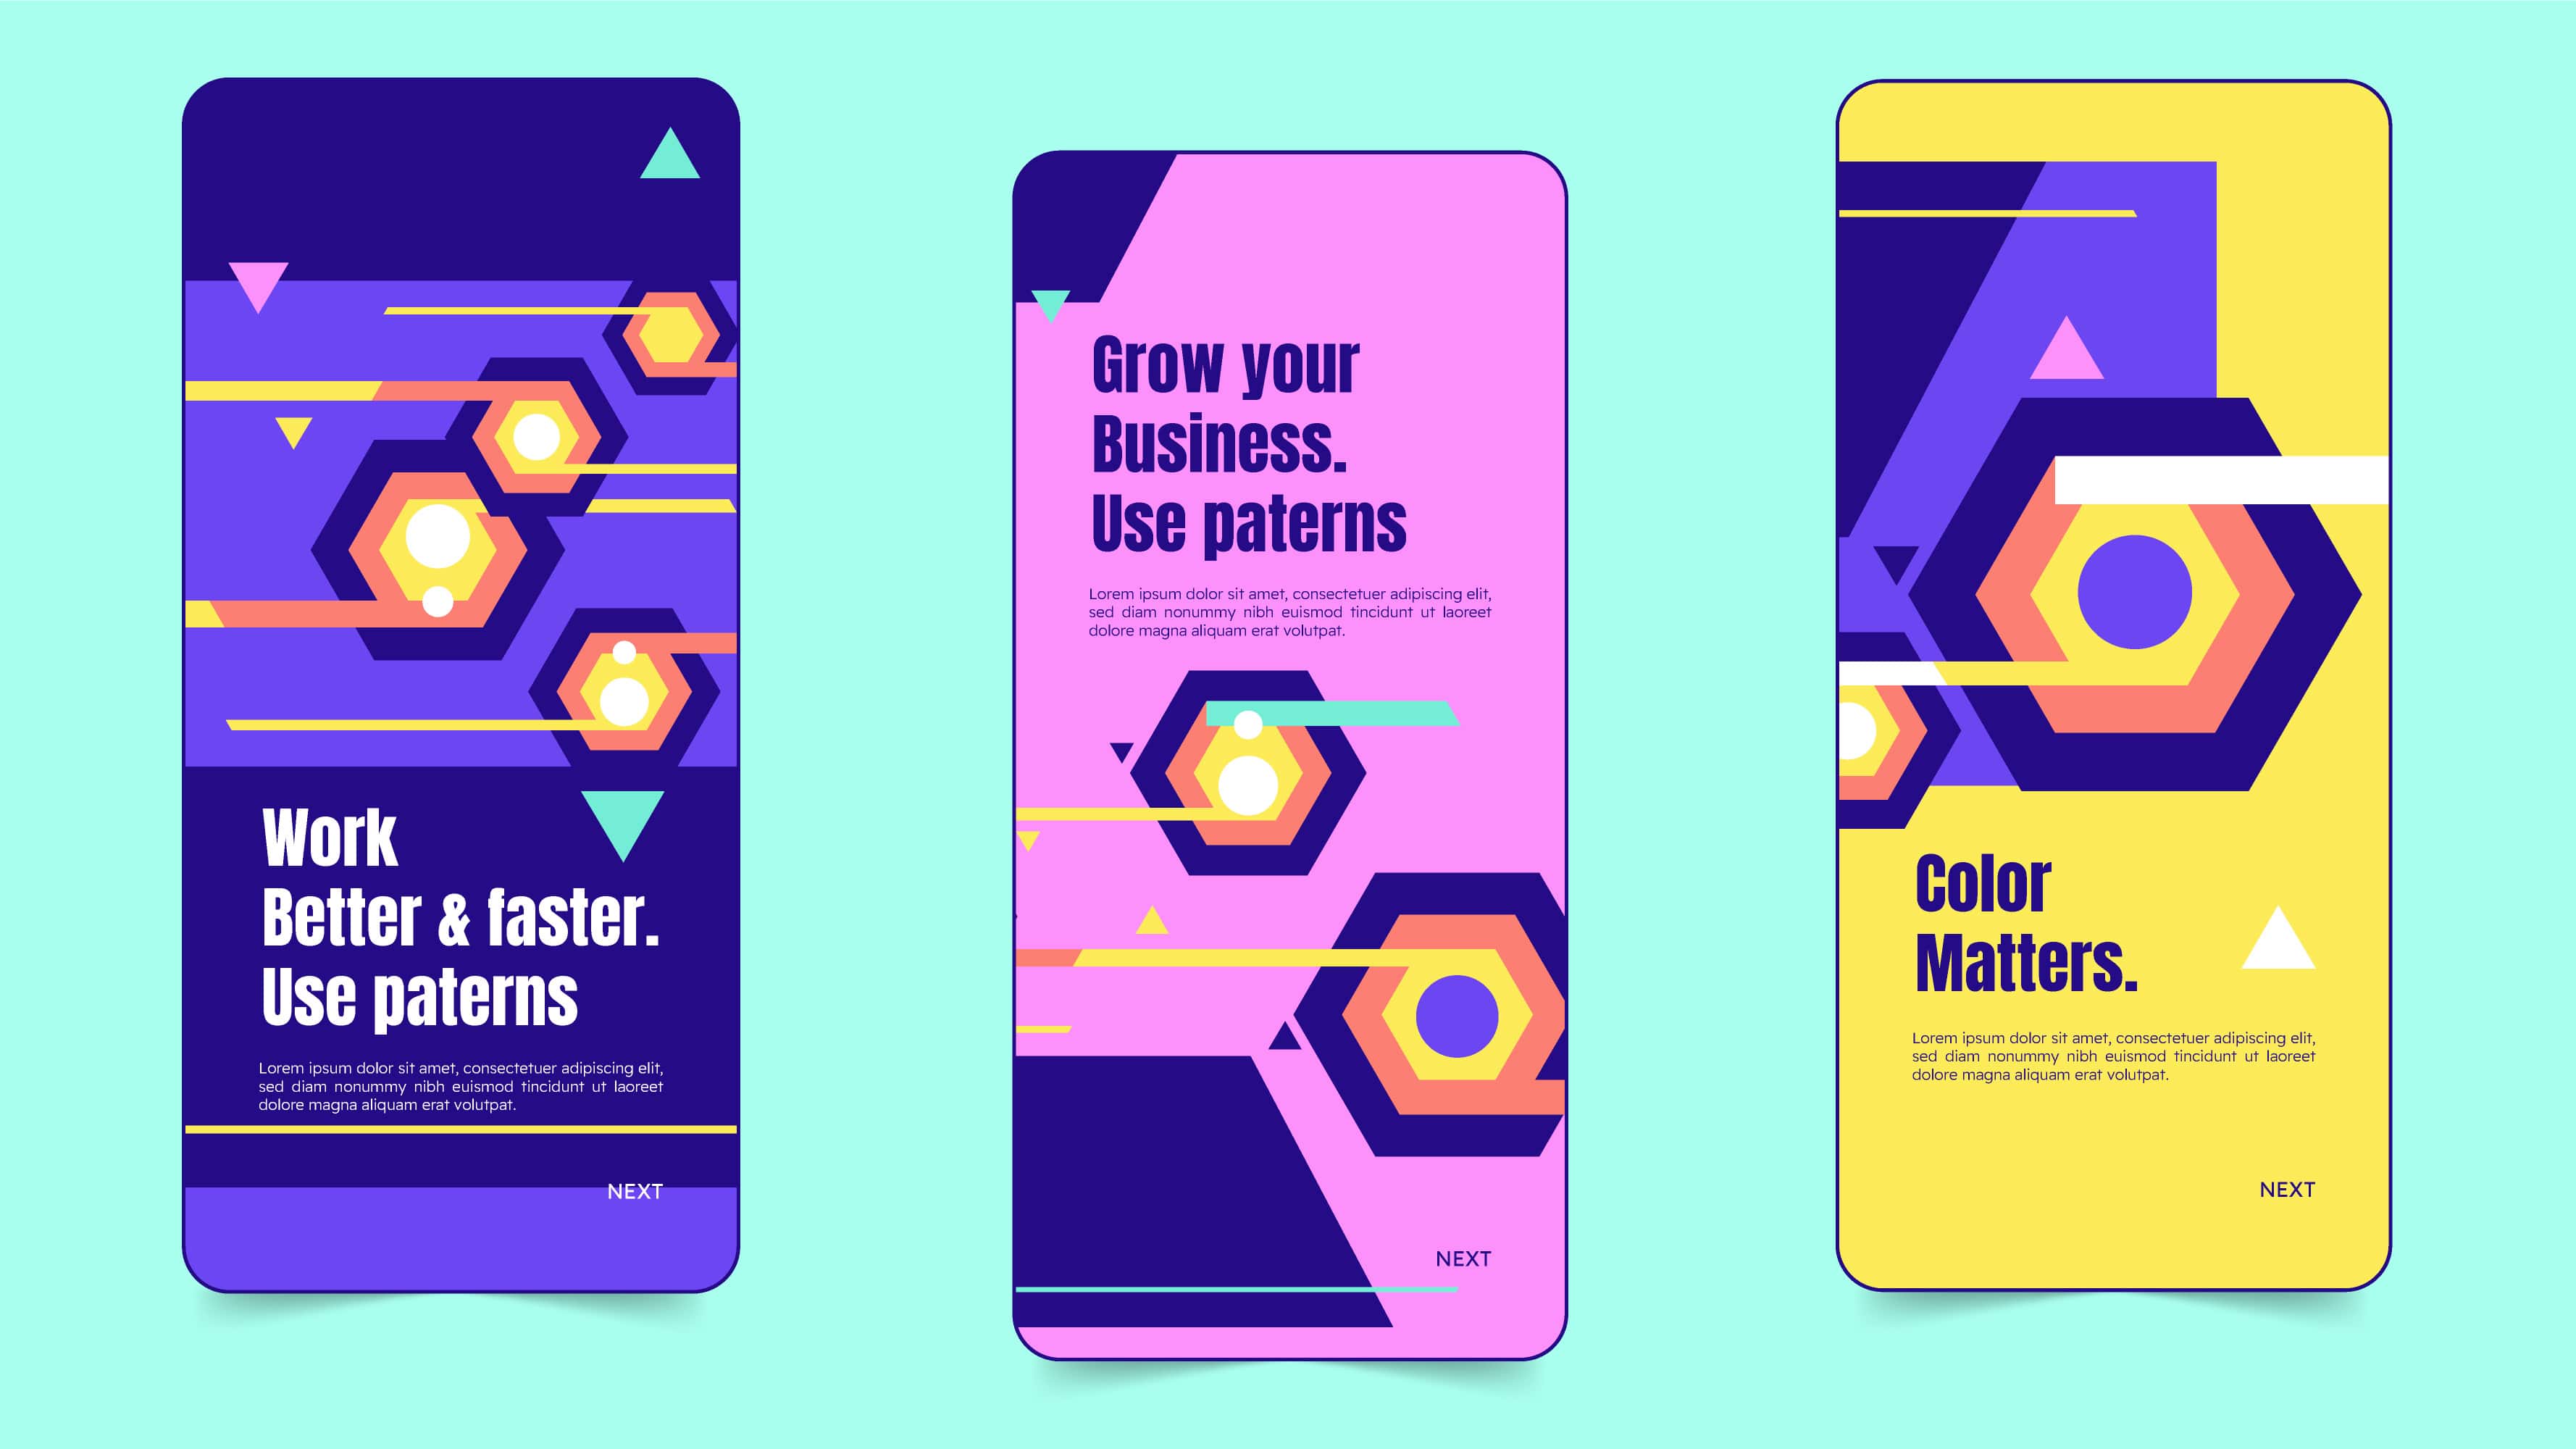 Work
Better & faster.
Use paterns
Lorem ipsum dolor sit amet, consectetuer adipiscing elit,
sed diam nonummy nibh euismod tincidunt ut laoreet
dolore magna aliquam erat volutpat.
NEXT
Grow your
Business.
Use paterns
Lorem ipsum dolor sit amet, consectetuer adipiscing elit,
sed diam nonummy nibh euismod tincidunt ut laoreet
dolore magna aliquam erat volutpat.
NEXT
Color
Matters.
Lorem ipsum dolor sit amet, consectetuer adipiscing elit,
sed diam nonummy nibh euismod tincidunt ut laoreet
dolore magna aliquam erat volutpat.
NEXT